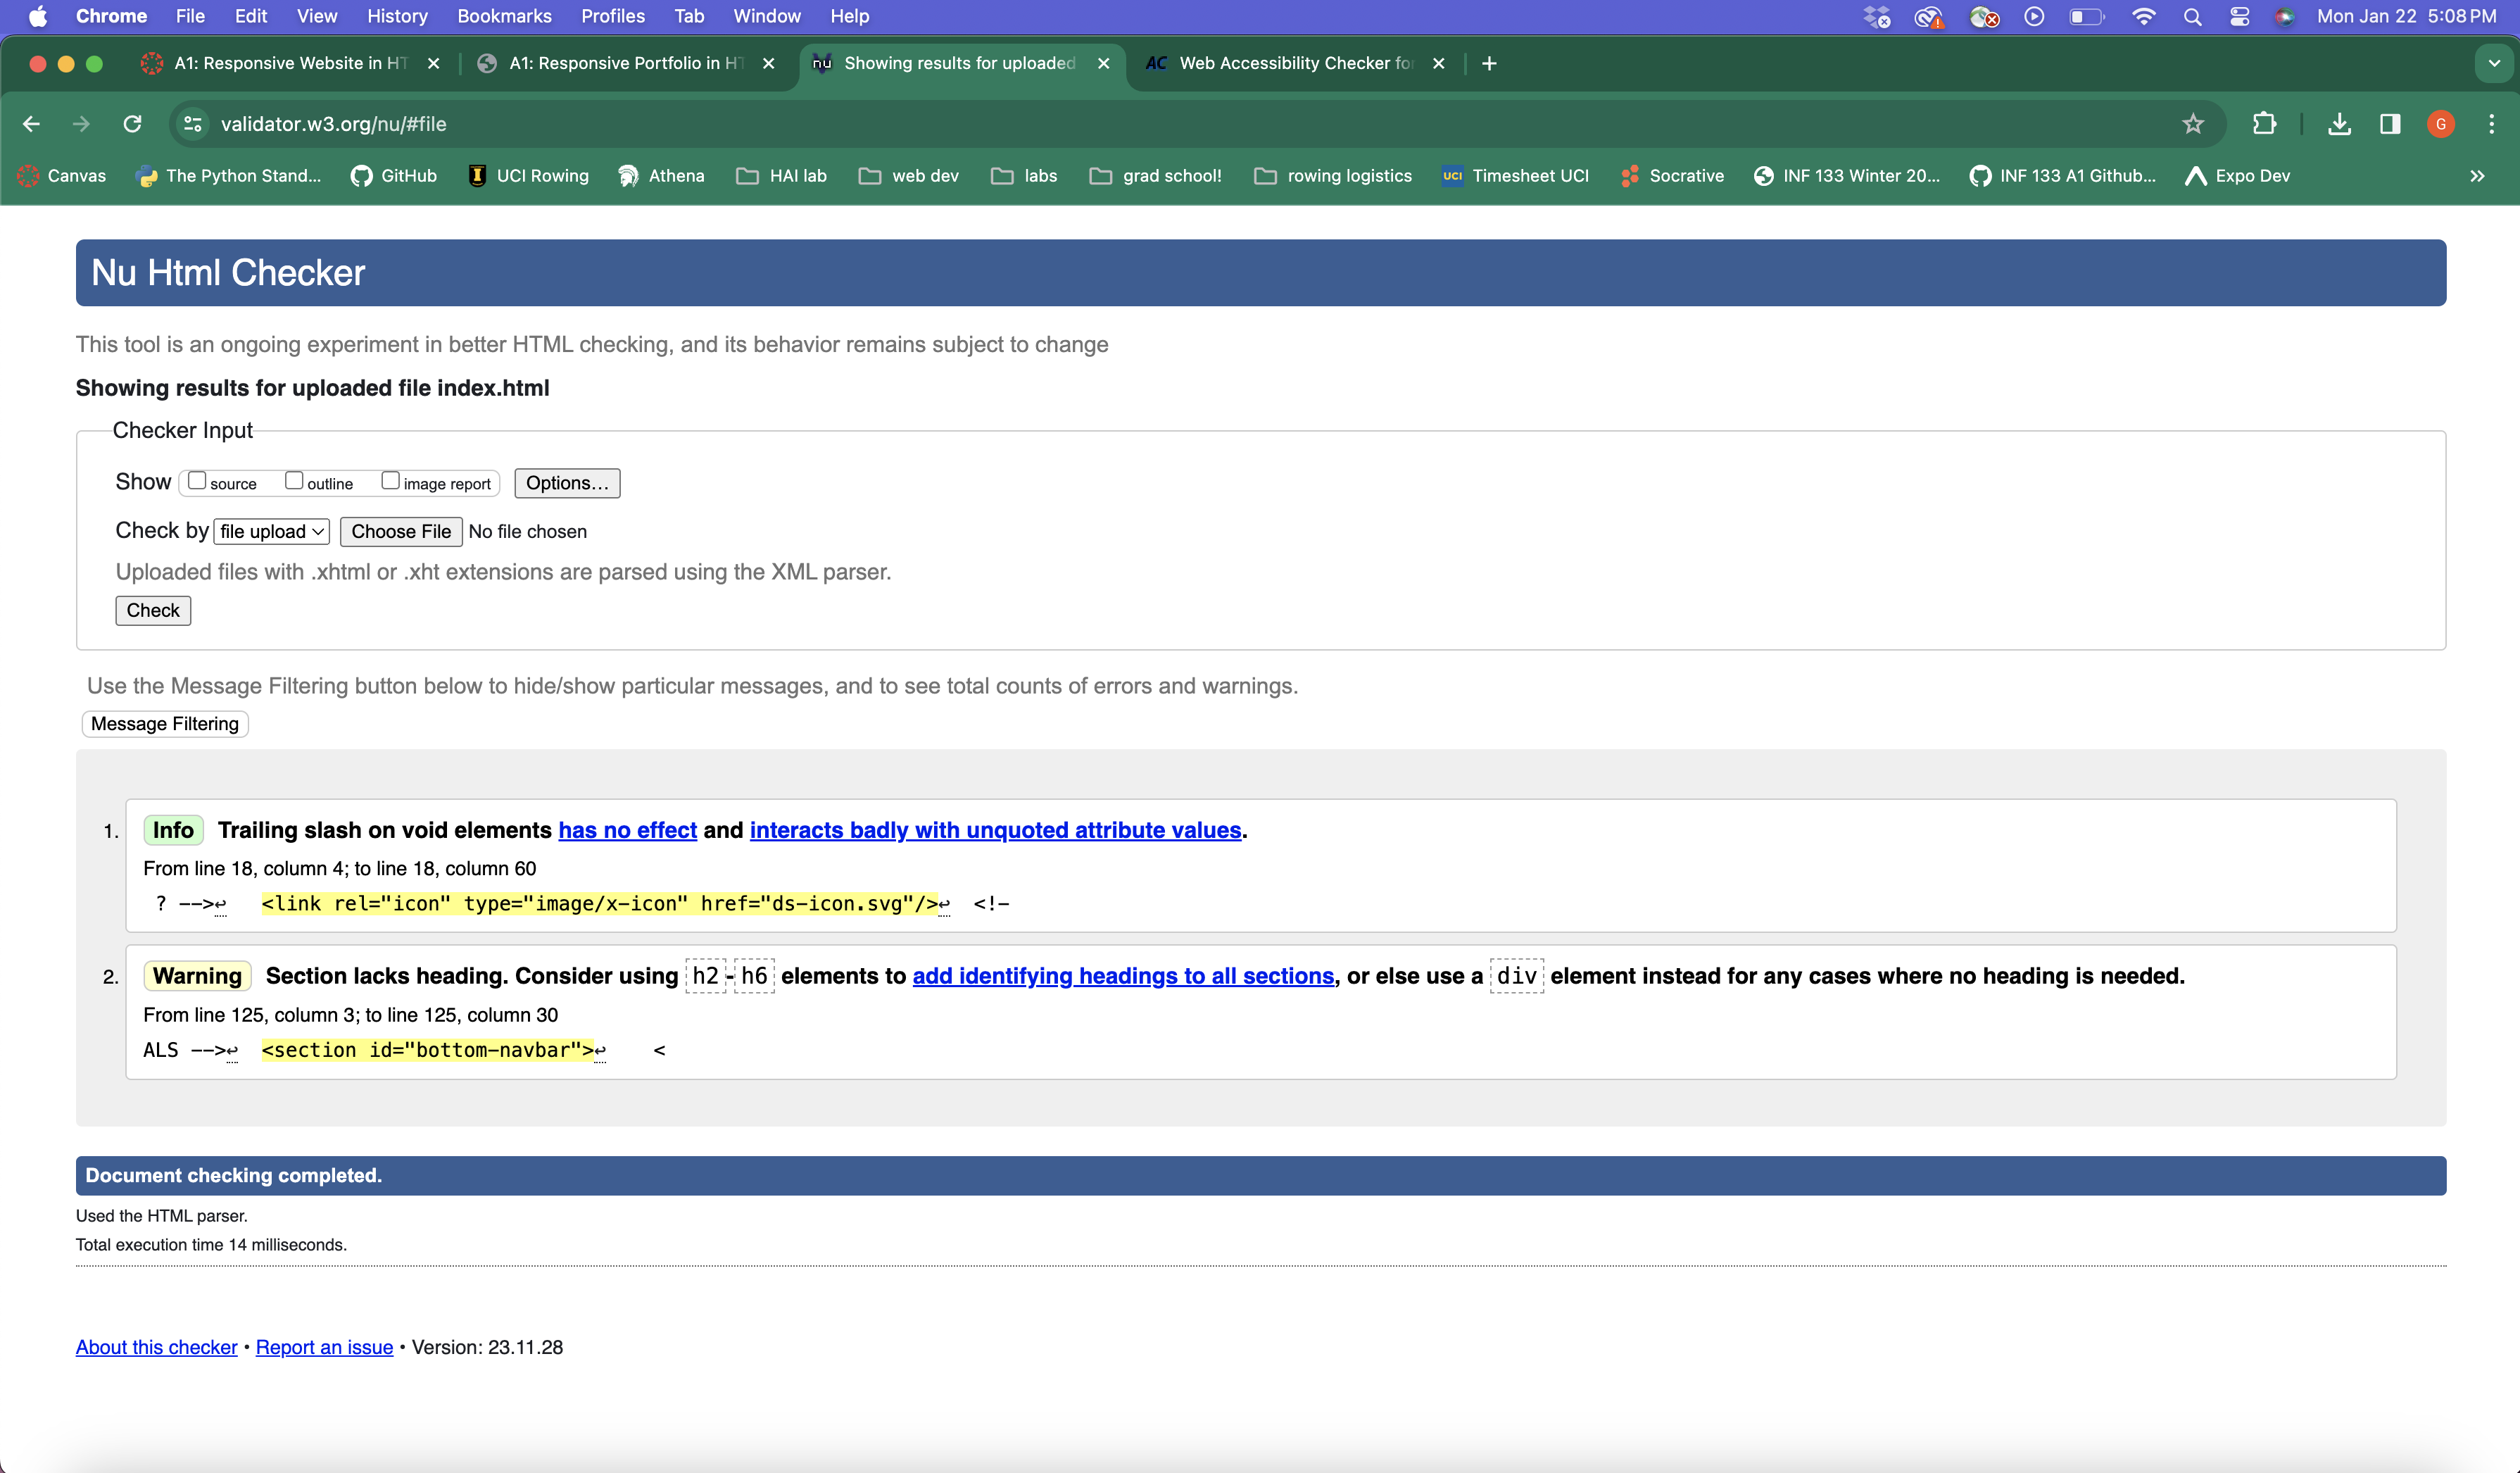 Chrome File Edit View History Bookmarks Profiles Tab Window Help Mon Jan 22 5:08 PM
A1: Responsive Website in HT A1: Responsive Portfolio in HT nu Showing results for uploaded AC Web Accessibility Checker for
validator.w3.org/nu/#file G
Canvas The Python Stand... GitHub UCI Rowing Athena HAI lab web dev labs grad school! rowing logistics UCI Timesheet UCI Socrative INF 133 Winter 20... INF 133 A1 Github... Expo Dev »
Nu Html Checker
This tool is an ongoing experiment in better HTML checking, and its behavior remains subject to change
Showing results for uploaded file index.html
Checker Input
Show source outline image report Options...
Check by file upload Choose File No file chosen
Uploaded files with .xhtml or .xht extensions are parsed using the XML parser.
Check
Use the Message Filtering button below to hide/show particular messages, and to see total counts of errors and warnings.
Message Filtering
1. Info Trailing slash on void elements has no effect and interacts badly with unquoted attribute values.
From line 18, column 4; to line 18, column 60
? -->↩ <link rel="icon" type="image/x-icon" href="ds-icon.svg"/>↩ <!-
2. Warning Section lacks heading. Consider using h2-h6 elements to add identifying headings to all sections, or else use a div element instead for any cases where no heading is needed.
From line 125, column 3; to line 125, column 30
ALS -->↩ <section id="bottom-navbar">↩ <
Document checking completed.
Used the HTML parser.
Total execution time 14 milliseconds.
About this checker • Report an issue • Version: 23.11.28